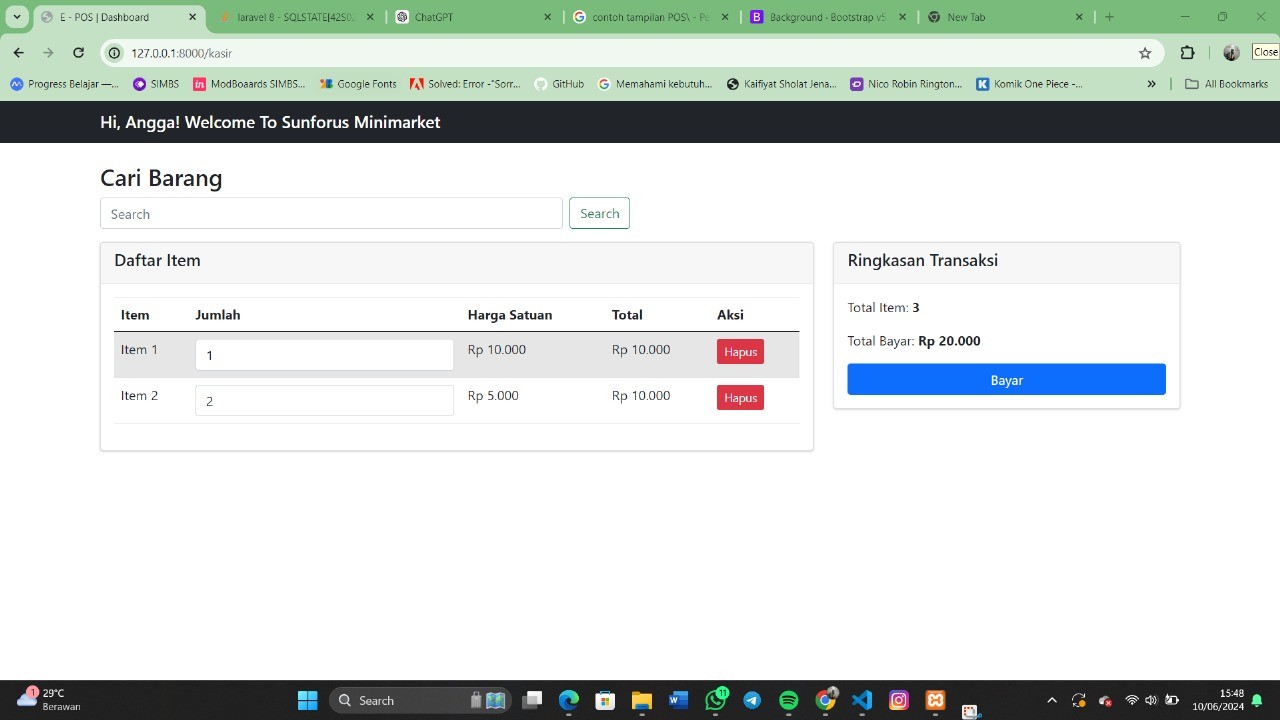 E - POS | Dashboard
laravel 8 - SQLSTATE[42S02
ChatGPT
contoh tampilan POS\ - Pe
Background · Bootstrap v5
New Tab
127.0.0.1:8000/kasir
Close
Progress Belajar —...
SIMBS
ModBoaards SIMBS...
Google Fonts
Solved: Error -"Sorr...
GitHub
Memahami kebutuh...
Kaifiyat Sholat Jena...
Nico Robin Rington...
Komik One Piece -...
All Bookmarks
Hi, Angga! Welcome To Sunforus Minimarket
Cari Barang
Search
Search
Daftar Item
Item Jumlah Harga Satuan Total Aksi
Item 1 1 Rp 10.000 Rp 10.000 Hapus
Item 2 2 Rp 5.000 Rp 10.000 Hapus
Ringkasan Transaksi
Total Item: 3
Total Bayar: Rp 20.000
Bayar
1
29°C
Berawan
Search
11
15:48
10/06/2024